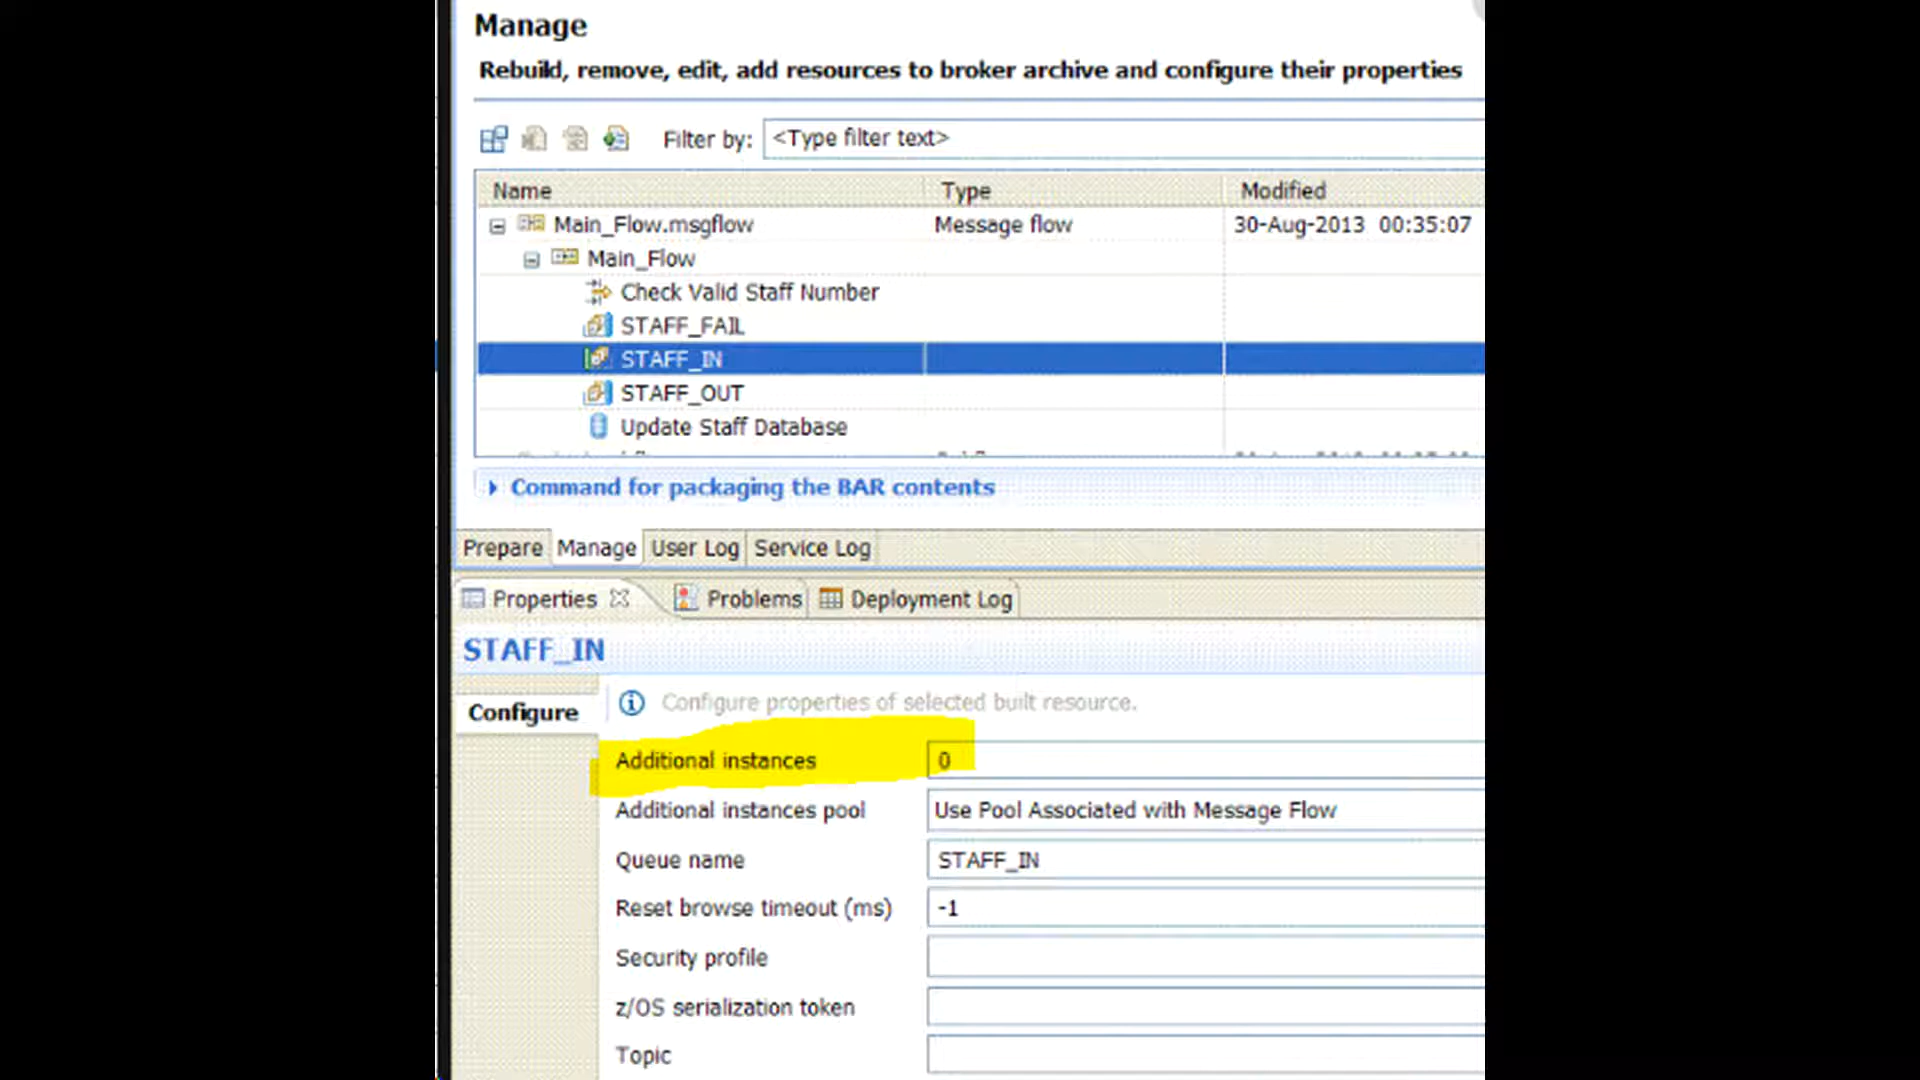 Manage
Rebuild, remove, edit, add resources to broker archive and configure their properties
Filter by: <Type filter text>
Name Type Modified
Main_Flow.msgflow Message flow 30-Aug-2013 00:35:07
Main_Flow
Check Valid Staff Number
STAFF_FAIL
STAFF_IN
STAFF_OUT
Update Staff Database
Command for packaging the BAR contents
Prepare Manage User Log Service Log
Properties Problems Deployment Log
STAFF_IN
Configure
Configure properties of selected built resource.
Additional instances 0
Additional instances pool Use Pool Associated with Message Flow
Queue name STAFF_IN
Reset browse timeout (ms) -1
Security profile
z/OS serialization token
Topic